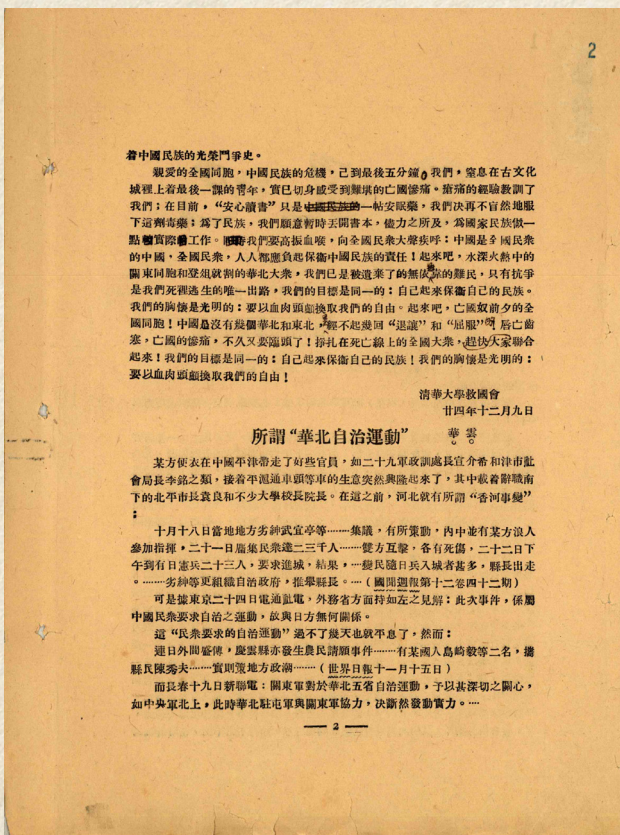 2
着中國民族的光榮鬥爭史。
親愛的全國同胞，中國民族的危機，已到最後五分鐘。我們，窒息在古文化
城裡上着最後一課的青年，實已切身感受到難堪的亡國慘痛。瘡痛的經驗教訓了
我們：在目前，“安心讀書”只是一帖安眠藥，我們决再不盲然地服
下這劑毒藥；爲了民族，我們願意暫時丟開書本，儘力之所及，爲國家民族做一
點實際工作。我們要高振血喉，向全國民衆大聲疾呼：中國是全國民衆
的中國，全國民衆，人人都應負起保衛中國民族的責任！起來吧，水深火熱中的
關東同胞和登俎就割的華北大衆，我們已是被遺棄了的無依靠的難民，只有抗爭
是我們死裡逃生的唯一出路，我們的目標是同一的：自己起來保衛自己的民族。
我們的胸懷是光明的：要以血肉頭顱換取我們的自由。起來吧，亡國奴前夕的全
國同胞！中國沒有幾個華北和東北，經不起幾回“退讓”和“屈服”！唇亡齒
寒，亡國的慘痛，不久又要臨頭了！掙扎在死亡線上的全國大衆，趕快大家聯合
起來！我們的目標是同一的：自己起來保衛自己的民族！我們的胸懷是光明的：
要以血肉頭顱換取我們的自由！
清華大學救國會
廿四年十二月九日
所謂“華北自治運動” 華雲。
某方便衣在中國平津帶走了好些官員，如二十九軍政訓處長宣介希和津市社
會局長李銘之類，接着平滬通車頭等車的生意突然興隆起來了，其中載着辭職南
下的北平市長袁良和不少大學校長院長。在這之前，河北就有所謂“香河事變”
：
十月十八日當地地方劣紳武宜亭等……集議，有所策動，內中並有某方浪人
參加指揮，二十一日廳集民衆達二三千人……雙方互擊，各有死傷，二十二日下
午到有日憲兵二十三人，要求進城，結果，…變民隨日兵入城者甚多，縣長出走
。……劣紳等更組織自治政府，推舉縣長。…（國聞週報第十二卷四十二期）
可是據東京二十四日電通社電，外務省方面持如左之見解：此次事件，係屬
中國民衆要求自治之運動，故與日方無何關係。
這“民衆要求的自治運動”過不了幾天也就平息了，然而：
連日外間盛傳，慶雲縣亦發生農民請願事件……有某國人島崎毅等二名，攜
縣民陳秀夫……實則策地方政潮……（世界日報十一月十五日）
而長春十九日新聯電：關東軍對於華北五省自治運動，予以甚深切之關心，
如中央軍北上，此時華北駐屯軍與關東軍協力，决斷然發動實力。…
2